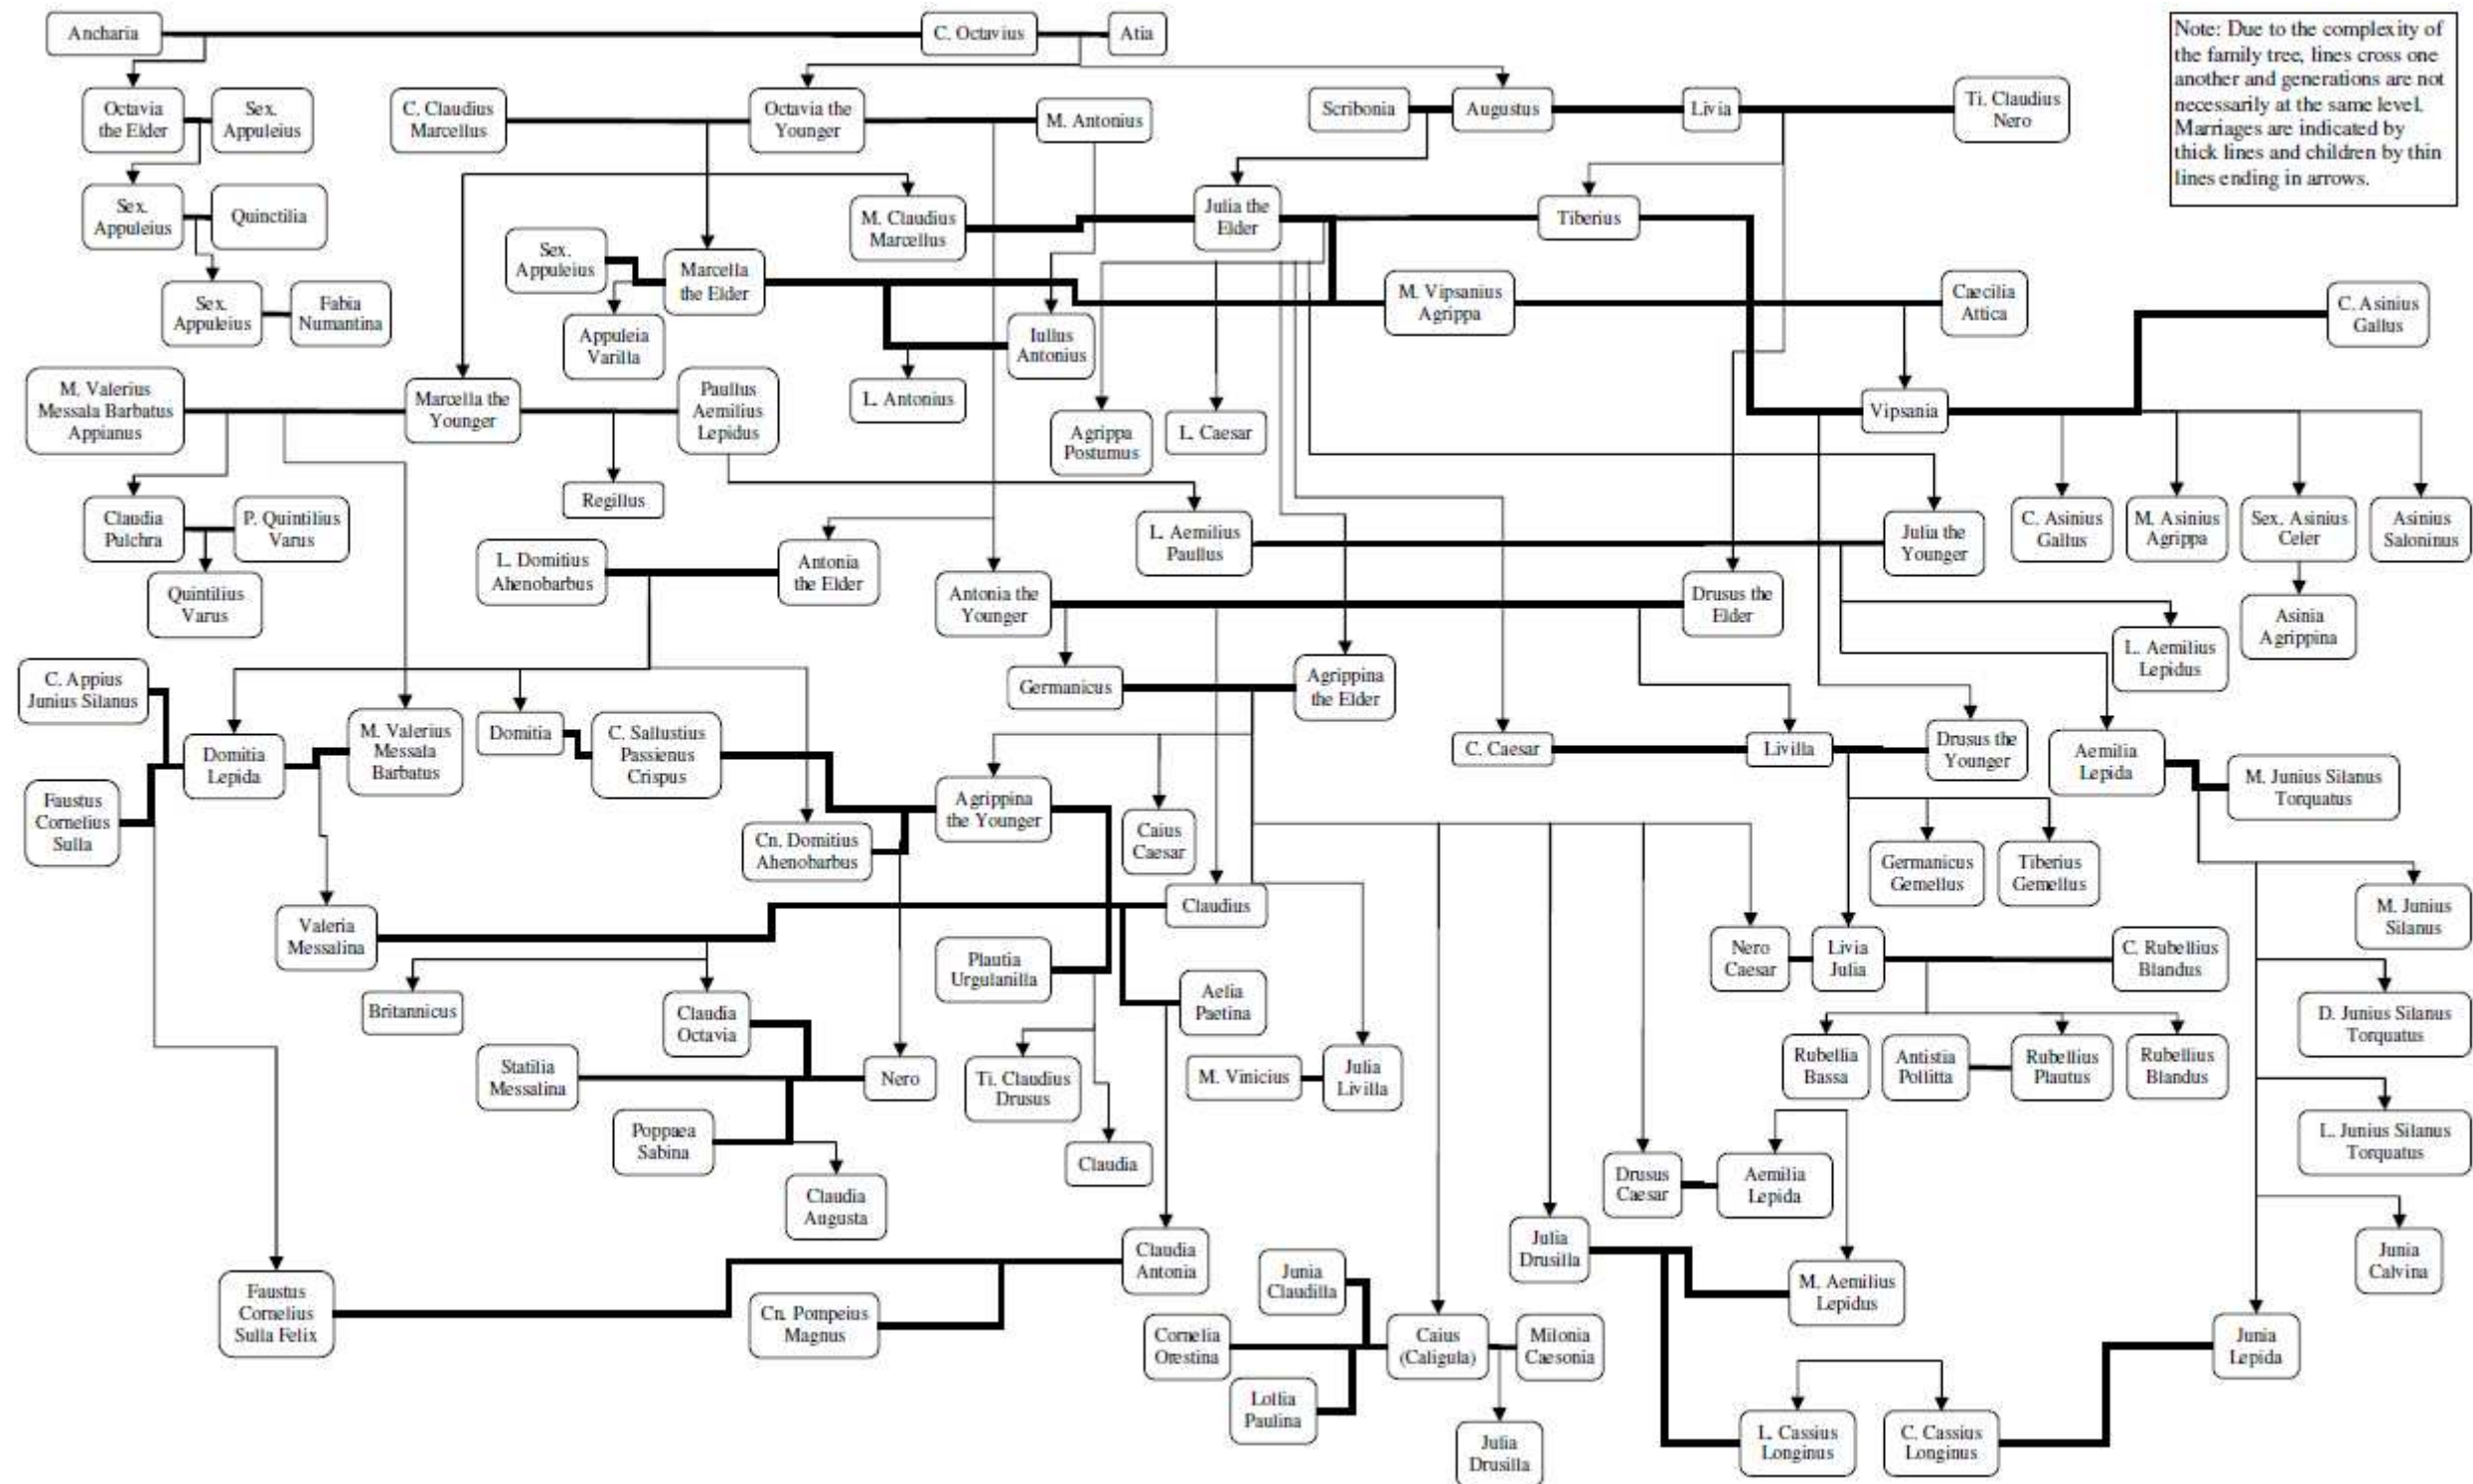 Ancharia
C. Octavius
Atia
Note: Due to the complexity of
the family tree, lines cross one
another and generations are not
necessarily at the same level.
Marriages are indicated by
thick lines and children by thin
lines ending in arrows.
Octavia
the Elder
Sex.
Appuleius
C. Claudius
Marcellus
Octavia the
Younger
M. Antonius
Scribonia
Augustus
Livia
Ti. Claudius
Nero
Sex.
Appuleius
Quinctilia
M. Claudius
Marcellus
Julia the
Elder
Tiberius
Sex.
Appuleius
Marcella
the Elder
Sex.
Appuleius
Fabia
Numantina
Appuleia
Varilla
Iullus
Antonius
M. Vipsanius
Agrippa
Caecilia
Attica
C. Asinius
Gallus
M. Valerius
Messala Barbatus
Appianus
Marcella the
Younger
Paullus
Aemilius
Lepidus
L. Antonius
Agrippa
Postumus
L. Caesar
Vipsania
Regillus
Claudia
Pulchra
P. Quintilius
Varus
L. Aemilius
Paullus
Julia the
Younger
C. Asinius
Gallus
M. Asinius
Agrippa
Sex. Asinius
Celer
Asinius
Saloninus
Quintilius
Varus
L. Domitius
Ahenobarbus
Antonia
the Elder
Antonia the
Younger
Drusus the
Elder
Asinia
Agrippina
L. Aemilius
Lepidus
C. Appius
Junius Silanus
Germanicus
Agrippina
the Elder
Domitia
Lepida
M. Valerius
Messala
Barbatus
Domitia
C. Sallustius
Passienus
Crispus
C. Caesar
Livilla
Drusus the
Younger
Aemilia
Lepida
M. Junius Silanus
Torquatus
Faustus
Cornelius
Sulla
Cn. Domitius
Ahenobarbus
Agrippina
the Younger
Caius
Caesar
Germanicus
Gemellus
Tiberius
Gemellus
Valeria
Messalina
Claudius
M. Junius
Silanus
Plautia
Urgulanilla
Nero
Caesar
Livia
Julia
C. Rubellius
Blandus
Britannicus
Claudia
Octavia
Aelia
Paetina
D. Junius Silanus
Torquatus
Statilia
Messalina
Nero
Ti. Claudius
Drusus
M. Vinicius
Julia
Livilla
Rubellia
Bassa
Antistia
Pollitta
Rubellius
Plautus
Rubellius
Blandus
Poppaea
Sabina
Claudia
L. Junius Silanus
Torquatus
Claudia
Augusta
Drusus
Caesar
Aemilia
Lepida
Faustus
Cornelius
Sulla Felix
Cn. Pompeius
Magnus
Claudia
Antonia
Junia
Claudilla
Julia
Drusilla
M. Aemilius
Lepidus
Junia
Calvina
Cornelia
Orestina
Caius
(Caligula)
Milonia
Caesonia
Junia
Lepida
Lollia
Paulina
Julia
Drusilla
L. Cassius
Longinus
C. Cassius
Longinus